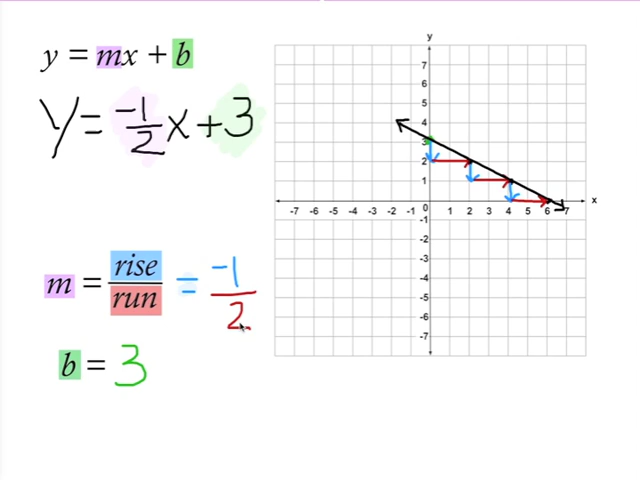 y = mx + b
Y = -1/2 x + 3
m = rise/run = -1/2
b = 3
y
7
6
5
4
3
2
1
-7 -6 -5 -4 -3 -2 -1 0 1 2 3 4 5 6 7 x
-1
-2
-3
-4
-5
-6
-7